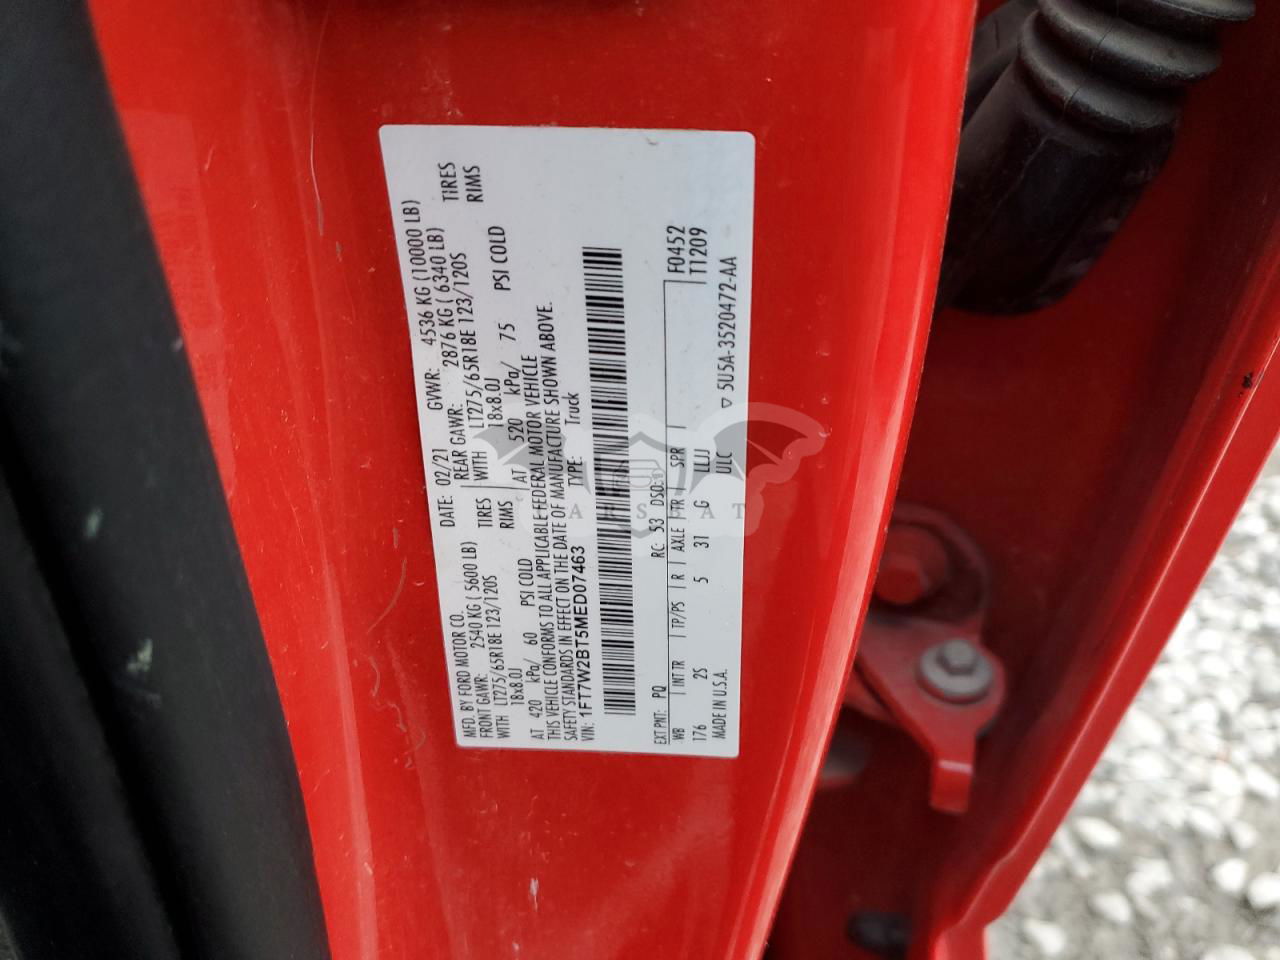 MFD. BY FORD MOTOR CO.
DATE: 02/21 GVWR: 4536 KG (10000 LB)
FRONT GAWR: 2540 KG ( 5600 LB)
REAR GAWR: 2876 KG ( 6340 LB)
WITH LT275/65R18E 123/120S TIRES
WITH LT275/65R18E 123/120S TIRES
18x8.0J RIMS
18x8.0J RIMS
AT 420 kPa/ 60 PSI COLD
AT 520 kPa/ 75 PSI COLD
THIS VEHICLE CONFORMS TO ALL APPLICABLE FEDERAL MOTOR VEHICLE
SAFETY STANDARDS IN EFFECT ON THE DATE OF MANUFACTURE SHOWN ABOVE.
VIN: 1FT7W2BT5MED07463 TYPE: Truck
EXT PNT: PQ RC: 53 DSO: F0452
WB INT TR TP/PS R AXLE TR SPR T1209
176 2S 5 31 G LLJ
MADE IN U.S.A. ULC ▽ 5U5A-3520472-AA
CARSBAT